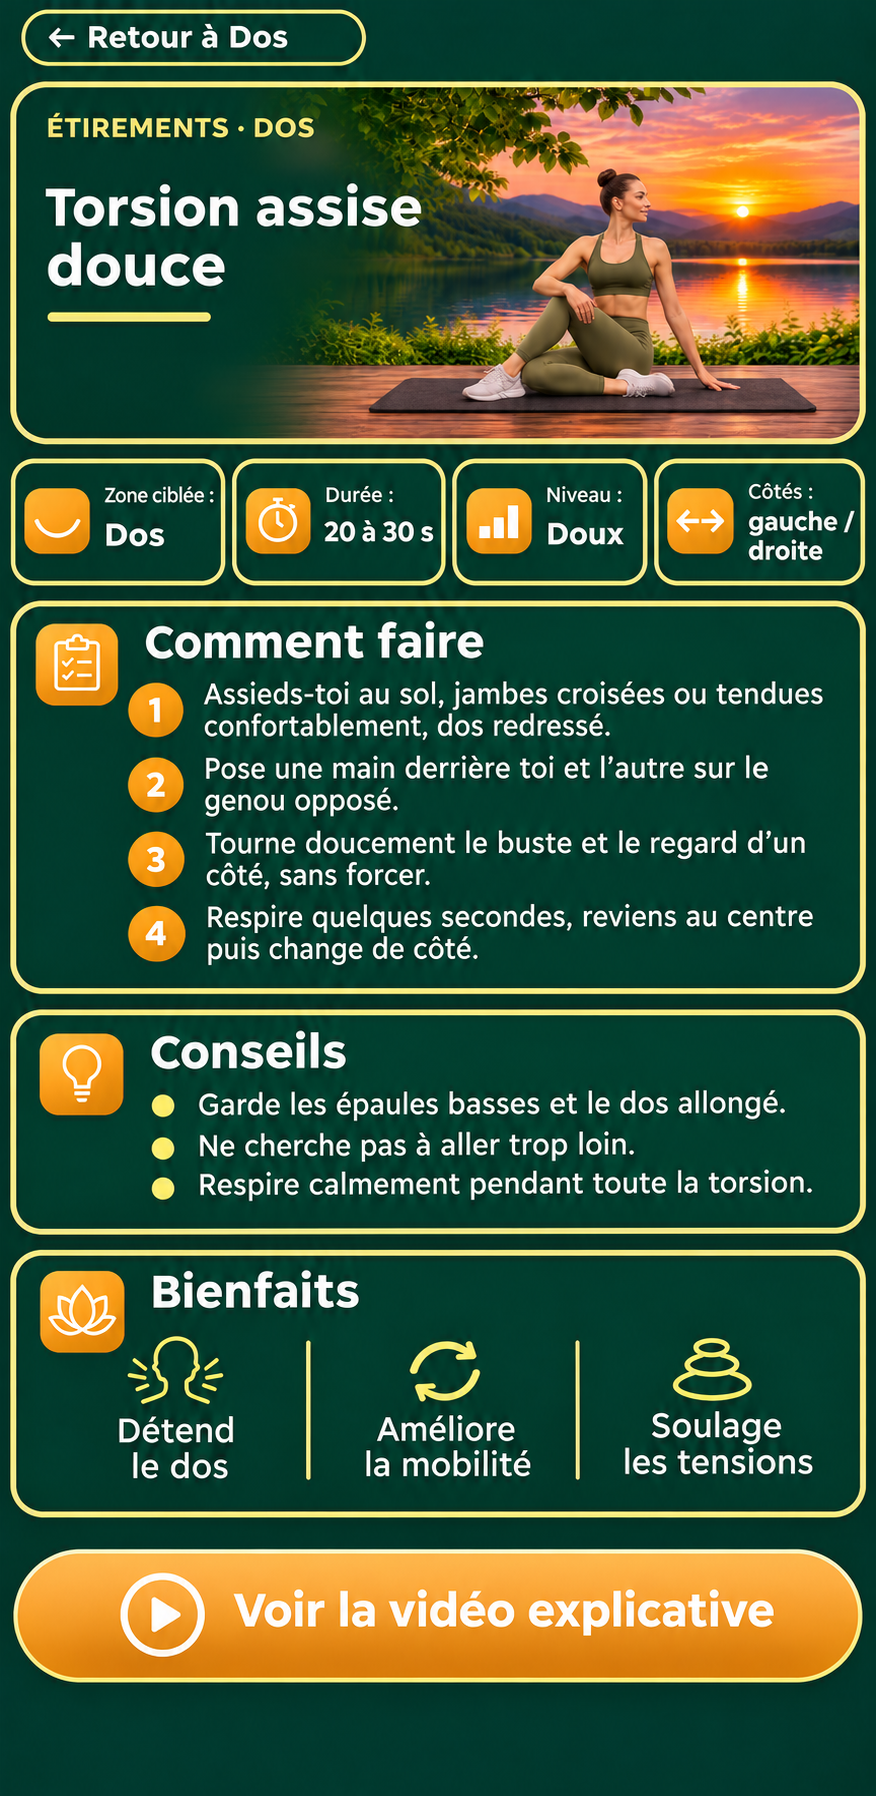 ← Retour à Dos
ÉTIREMENTS · DOS
Torsion assise
douce
Zone ciblée :
Dos
Durée :
20 à 30 s
Niveau :
Doux
Côtés :
gauche /
droite
Comment faire
1 Assieds-toi au sol, jambes croisées ou tendues
confortablement, dos redressé.
2 Pose une main derrière toi et l’autre sur le
genou opposé.
3 Tourne doucement le buste et le regard d’un
côté, sans forcer.
4 Respire quelques secondes, reviens au centre
puis change de côté.
Conseils
Garde les épaules basses et le dos allongé.
Ne cherche pas à aller trop loin.
Respire calmement pendant toute la torsion.
Bienfaits
Détend
le dos
Améliore
la mobilité
Soulage
les tensions
Voir la vidéo explicative